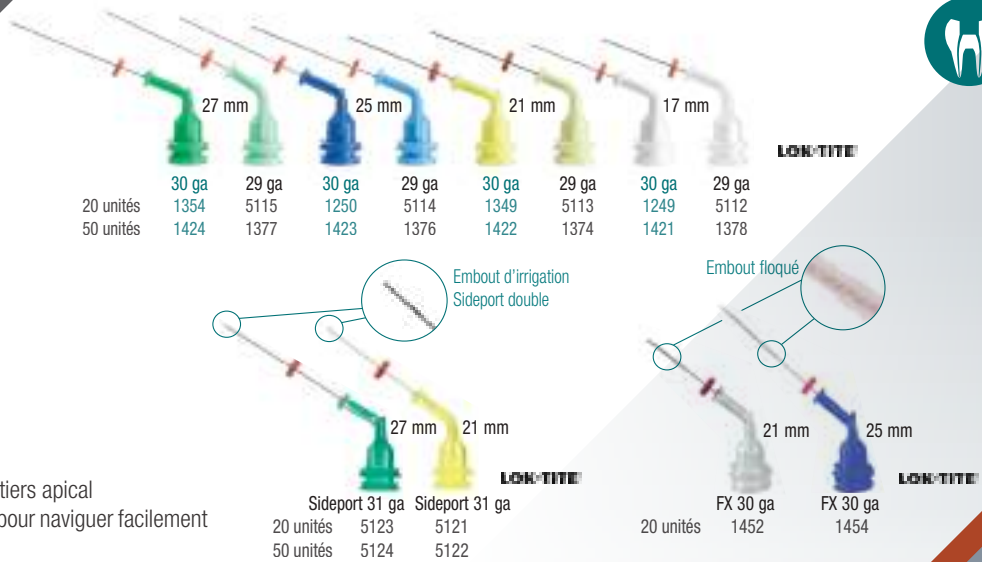 27 mm 25 mm 21 mm 17 mm
LOK-TITE
30 ga 29 ga 30 ga 29 ga 30 ga 29 ga 30 ga 29 ga
20 unités 1354 5115 1250 5114 1349 5113 1249 5112
50 unités 1424 1377 1423 1376 1422 1374 1421 1378
Embout d'irrigation
Sideport double
Embout floqué
27 mm 21 mm
LOK-TITE
Sideport 31 ga Sideport 31 ga
20 unités 5123 5121
50 unités 5124 5122
21 mm 25 mm
LOK-TITE
FX 30 ga FX 30 ga
20 unités 1452 1454
tiers apical
pour naviguer facilement